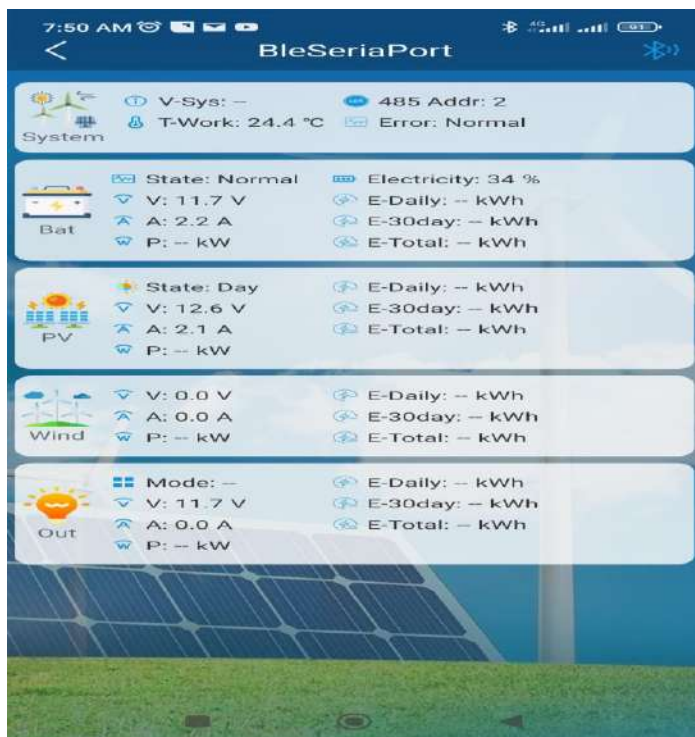 7:50 AM
4G
91
BleSeriaPort
V-Sys: --
485 Addr: 2
T-Work: 24.4 °C
Error: Normal
System
State: Normal
Electricity: 34 %
V: 11.7 V
E-Daily: -- kWh
A: 2.2 A
E-30day: -- kWh
Bat
P: -- kW
E-Total: -- kWh
State: Day
E-Daily: -- kWh
V: 12.6 V
E-30day: -- kWh
A: 2.1 A
E-Total: -- kWh
PV
P: -- kW
V: 0.0 V
E-Daily: -- kWh
A: 0.0 A
E-30day: -- kWh
Wind
P: -- kW
E-Total: -- kWh
Mode: --
E-Daily: -- kWh
V: 11.7 V
E-30day: -- kWh
A: 0.0 A
E-Total: -- kWh
Out
P: -- kW